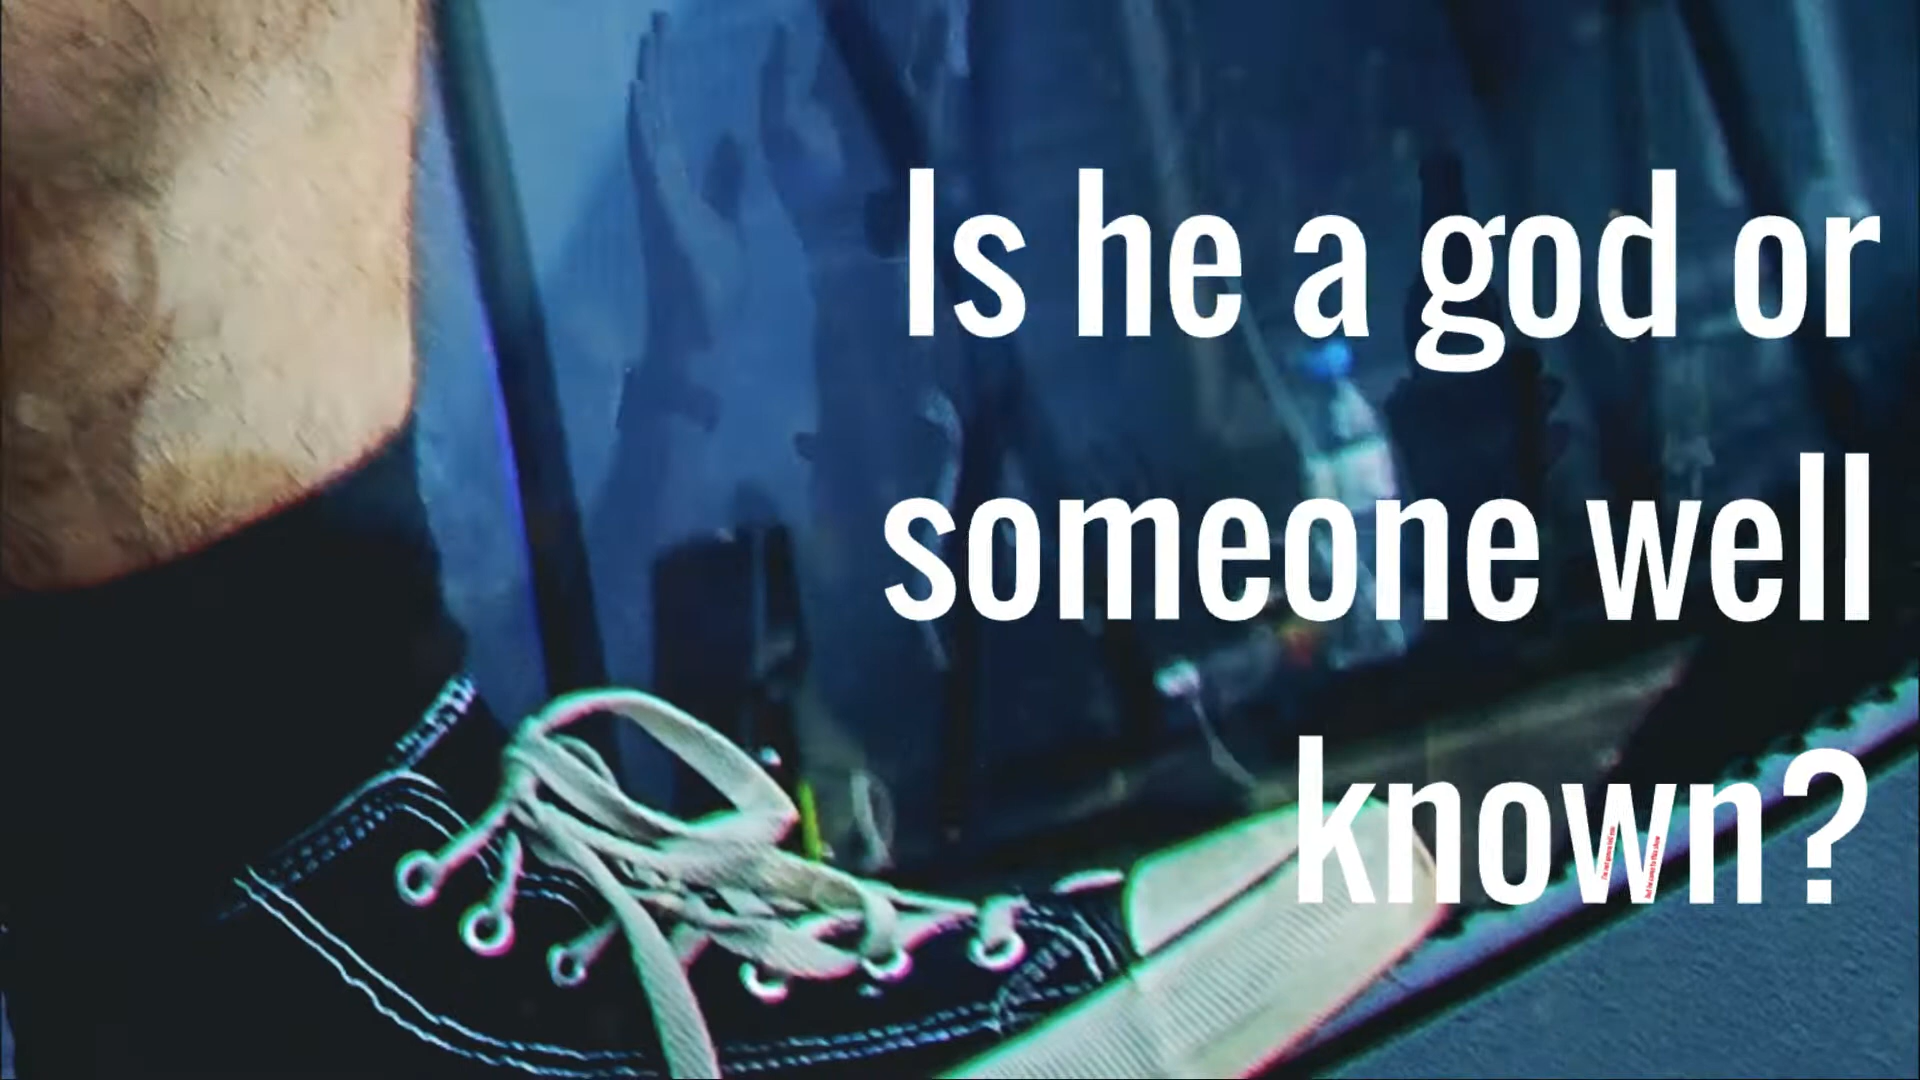 Is he a god or
someone well
known?